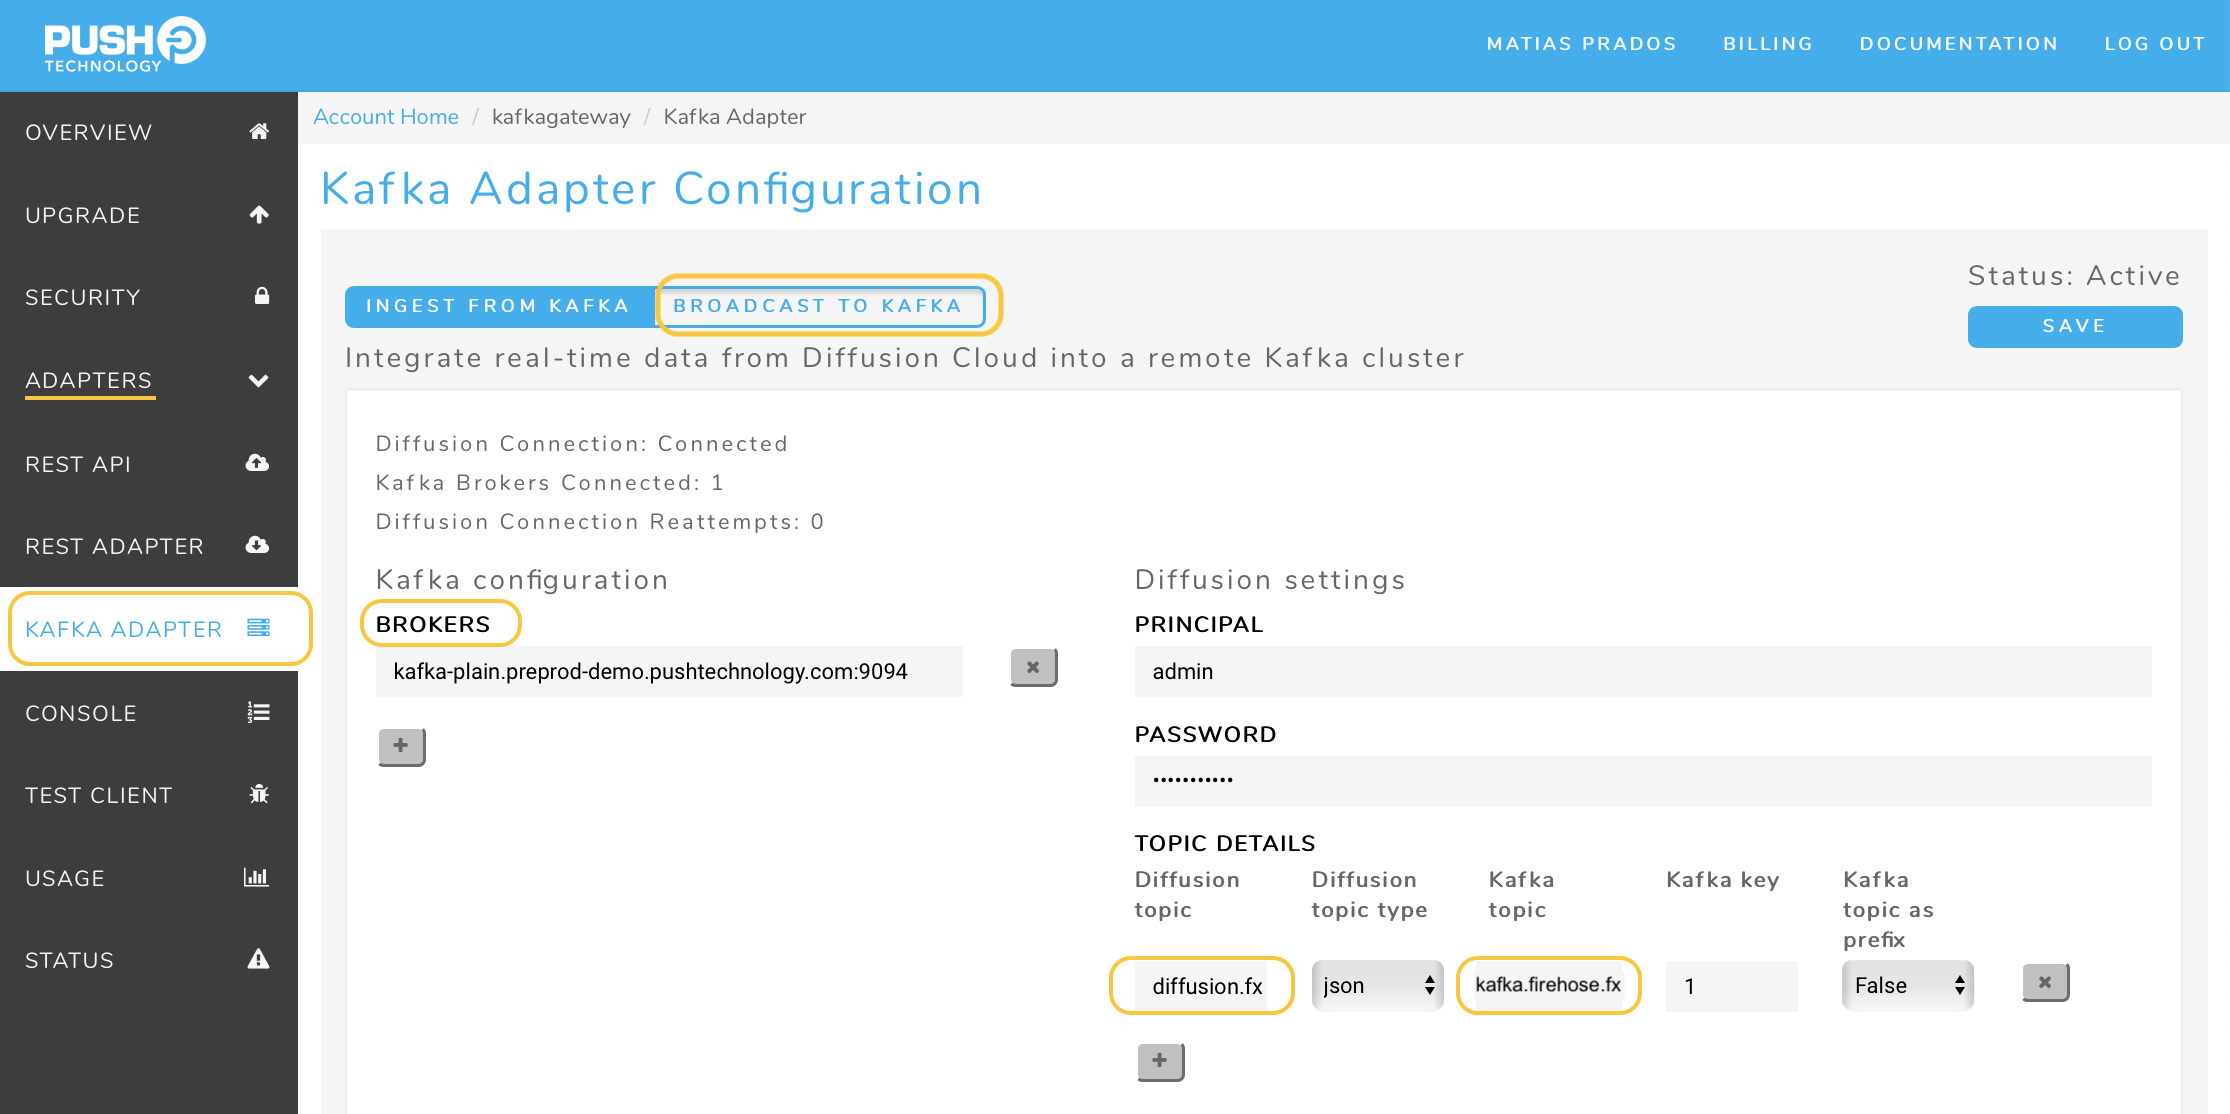 PUSH
TECHNOLOGY
MATIAS PRADOS BILLING DOCUMENTATION LOG OUT
OVERVIEW
UPGRADE
SECURITY
ADAPTERS
REST API
REST ADAPTER
KAFKA ADAPTER
CONSOLE
TEST CLIENT
USAGE
STATUS
Account Home / kafkagateway / Kafka Adapter
Kafka Adapter Configuration
INGEST FROM KAFKA BROADCAST TO KAFKA
Status: Active
SAVE
Integrate real-time data from Diffusion Cloud into a remote Kafka cluster
Diffusion Connection: Connected
Kafka Brokers Connected: 1
Diffusion Connection Reattempts: 0
Kafka configuration
BROKERS
kafka-plain.preprod-demo.pushtechnology.com:9094
Diffusion settings
PRINCIPAL
admin
PASSWORD
•••••••••••
TOPIC DETAILS
Diffusion topic
Diffusion topic type
Kafka topic
Kafka key
Kafka topic as prefix
diffusion.fx json kafka.firehose.fx 1 False